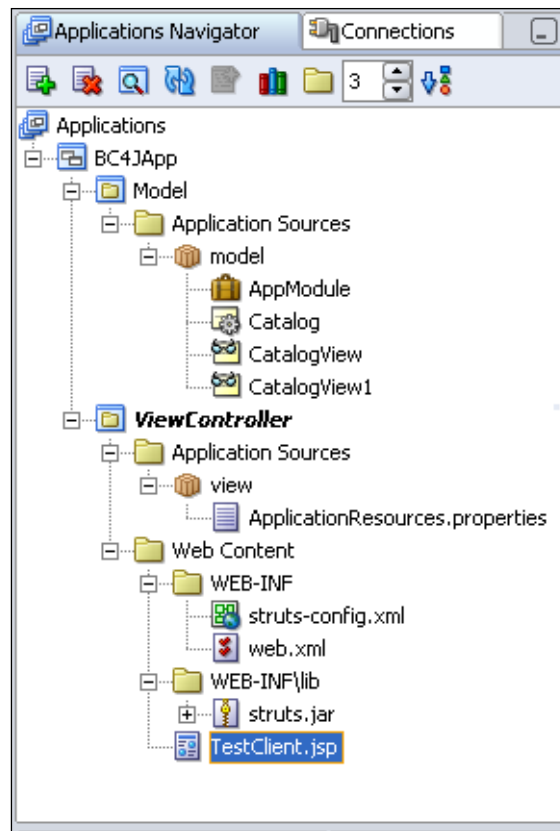 Applications Navigator
Connections
3
Applications
BC4JApp
Model
Application Sources
model
AppModule
Catalog
CatalogView
CatalogView1
ViewController
Application Sources
view
ApplicationResources.properties
Web Content
WEB-INF
struts-config.xml
web.xml
WEB-INF\lib
struts.jar
TestClient.jsp